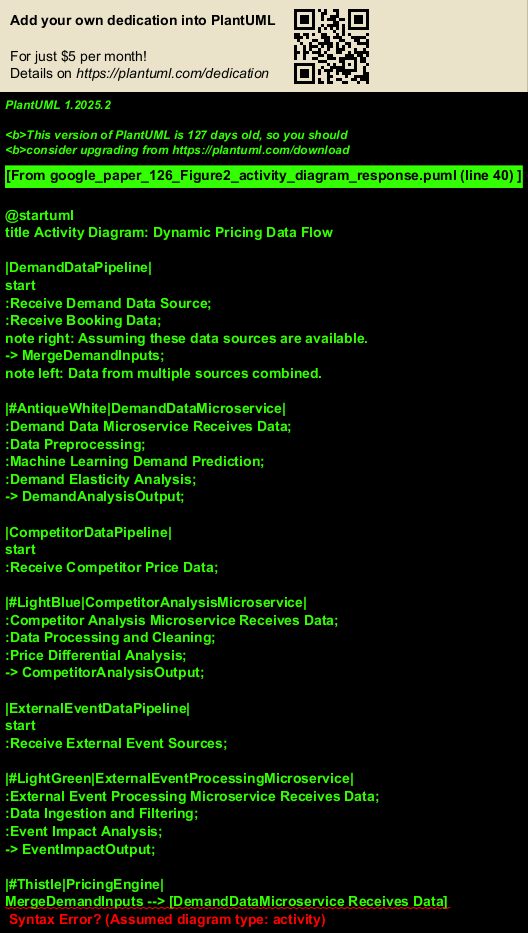 Add your own dedication into PlantUML
For just $5 per month!
Details on https://plantuml.com/dedication
PlantUML 1.2025.2
<b>This version of PlantUML is 127 days old, so you should
<b>consider upgrading from https://plantuml.com/download
[From google_paper_126_Figure2_activity_diagram_response.puml (line 40) ]
@startuml
title Activity Diagram: Dynamic Pricing Data Flow
|DemandDataPipeline|
start
:Receive Demand Data Source;
:Receive Booking Data;
note right: Assuming these data sources are available.
-> MergeDemandInputs;
note left: Data from multiple sources combined.
|#AntiqueWhite|DemandDataMicroservice|
:Demand Data Microservice Receives Data;
:Data Preprocessing;
:Machine Learning Demand Prediction;
:Demand Elasticity Analysis;
-> DemandAnalysisOutput;
|CompetitorDataPipeline|
start
:Receive Competitor Price Data;
|#LightBlue|CompetitorAnalysisMicroservice|
:Competitor Analysis Microservice Receives Data;
:Data Processing and Cleaning;
:Price Differential Analysis;
-> CompetitorAnalysisOutput;
|ExternalEventDataPipeline|
start
:Receive External Event Sources;
|#LightGreen|ExternalEventProcessingMicroservice|
:External Event Processing Microservice Receives Data;
:Data Ingestion and Filtering;
:Event Impact Analysis;
-> EventImpactOutput;
|#Thistle|PricingEngine|
MergeDemandInputs --> [DemandDataMicroservice Receives Data]
Syntax Error? (Assumed diagram type: activity)